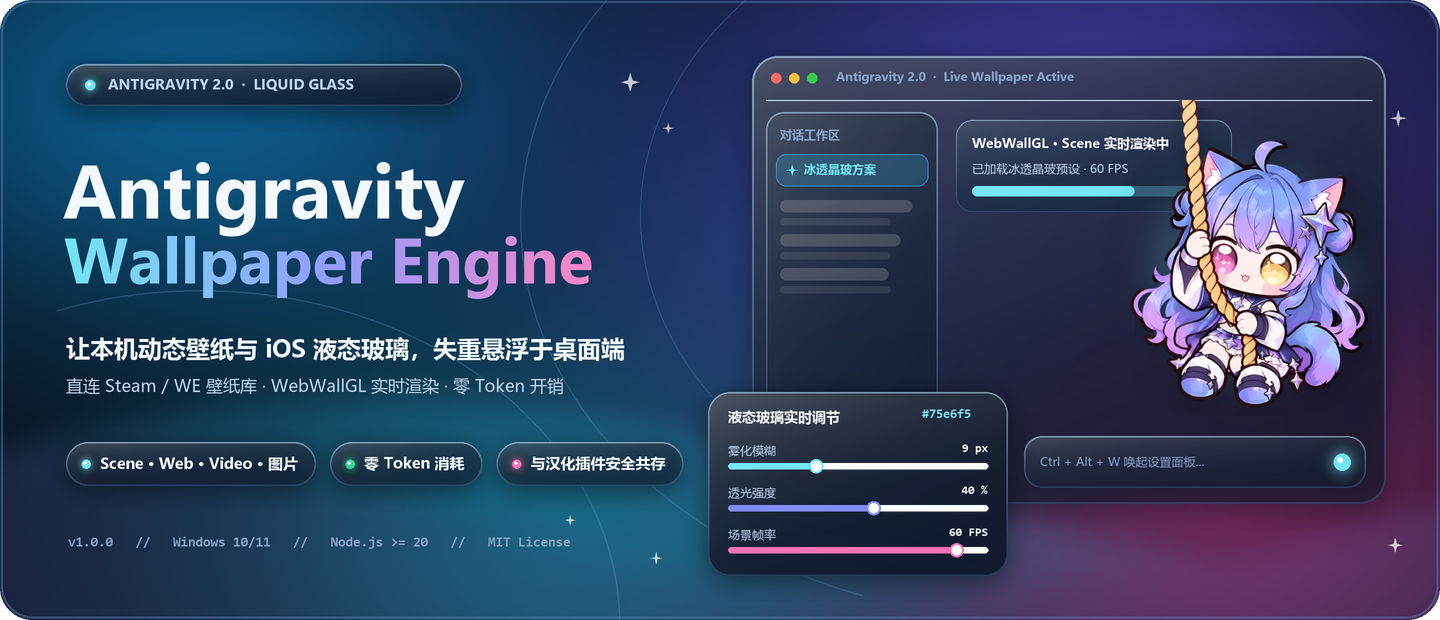 ANTIGRAVITY 2.0 · LIQUID GLASS
Antigravity
Wallpaper Engine
让本机动态壁纸与 iOS 液态玻璃，失重悬浮于桌面端
直连 Steam / WE 壁纸库 · WebWallGL 实时渲染 · 零 Token 开销
Scene • Web • Video • 图片
零 Token 消耗
与汉化插件安全共存
v1.0.0 // Windows 10/11 // Node.js >= 20 // MIT License
Antigravity 2.0 · Live Wallpaper Active
对话工作区
冰透晶玻方案
WebWallGL • Scene 实时渲染中
已加载冰透晶玻预设 · 60 FPS
液态玻璃实时调节 #75e6f5
雾化模糊 9 px
透光强度 40 %
场景帧率 60 FPS
Ctrl + Alt + W 唤起设置面板...